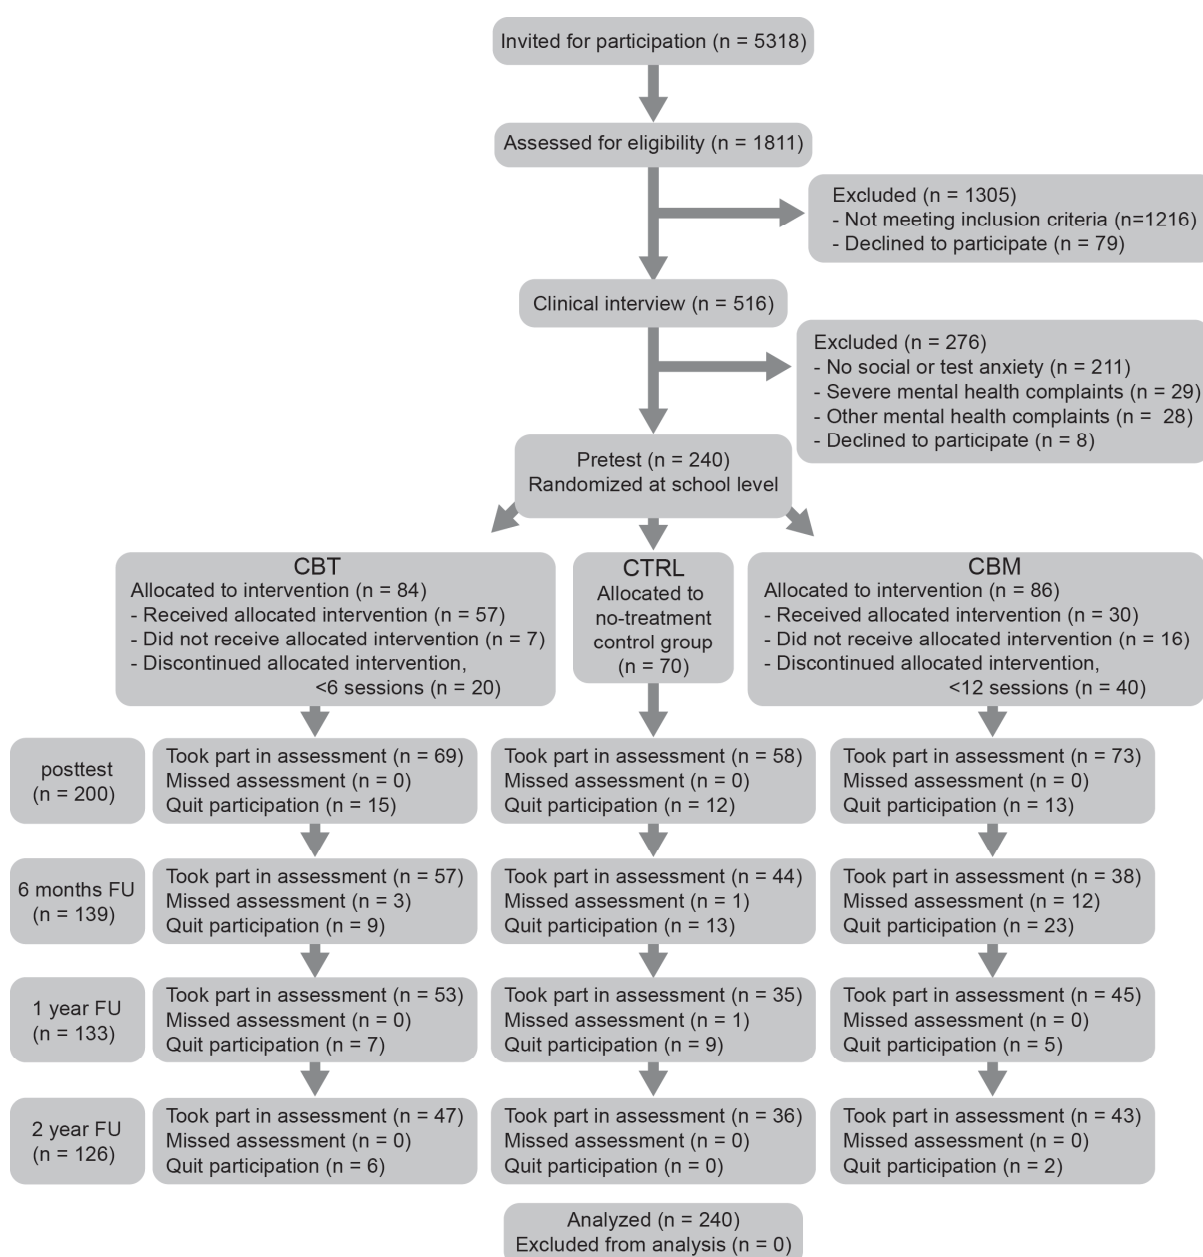 Invited for participation (n = 5318)
Assessed for eligibility (n = 1811)
Excluded (n = 1305)
- Not meeting inclusion criteria (n=1216)
- Declined to participate (n = 79)
Clinical interview (n = 516)
Excluded (n = 276)
- No social or test anxiety (n = 211)
- Severe mental health complaints (n = 29)
- Other mental health complaints (n =  28)
- Declined to participate (n = 8)
Pretest (n = 240)
Randomized at school level
CBT
Allocated to intervention (n = 84)
- Received allocated intervention (n = 57)
- Did not receive allocated intervention (n = 7)
- Discontinued allocated intervention,
<6 sessions (n = 20)
CTRL
Allocated to
no-treatment
control group
(n = 70)
CBM
Allocated to intervention (n = 86)
- Received allocated intervention (n = 30)
- Did not receive allocated intervention (n = 16)
- Discontinued allocated intervention,
<12 sessions (n = 40)
posttest
(n = 200)
Took part in assessment (n = 69)
Missed assessment (n = 0)
Quit participation (n = 15)
Took part in assessment (n = 58)
Missed assessment (n = 0)
Quit participation (n = 12)
Took part in assessment (n = 73)
Missed assessment (n = 0)
Quit participation (n = 13)
6 months FU
(n = 139)
Took part in assessment (n = 57)
Missed assessment (n = 3)
Quit participation (n = 9)
Took part in assessment (n = 44)
Missed assessment (n = 1)
Quit participation (n = 13)
Took part in assessment (n = 38)
Missed assessment (n = 12)
Quit participation (n = 23)
1 year FU
(n = 133)
Took part in assessment (n = 53)
Missed assessment (n = 0)
Quit participation (n = 7)
Took part in assessment (n = 35)
Missed assessment (n = 1)
Quit participation (n = 9)
Took part in assessment (n = 45)
Missed assessment (n = 0)
Quit participation (n = 5)
2 year FU
(n = 126)
Took part in assessment (n = 47)
Missed assessment (n = 0)
Quit participation (n = 6)
Took part in assessment (n = 36)
Missed assessment (n = 0)
Quit participation (n = 0)
Took part in assessment (n = 43)
Missed assessment (n = 0)
Quit participation (n = 2)
Analyzed (n = 240)
Excluded from analysis (n = 0)